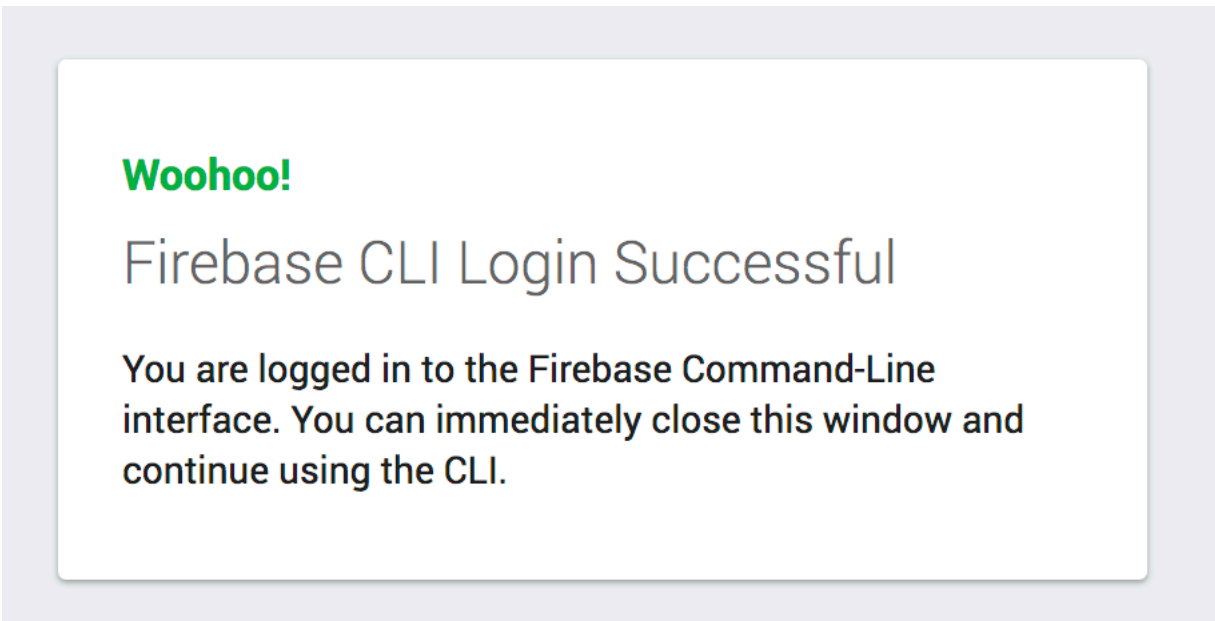 Woohoo!
Firebase CLI Login Successful
You are logged in to the Firebase Command-Line
interface. You can immediately close this window and
continue using the CLI.